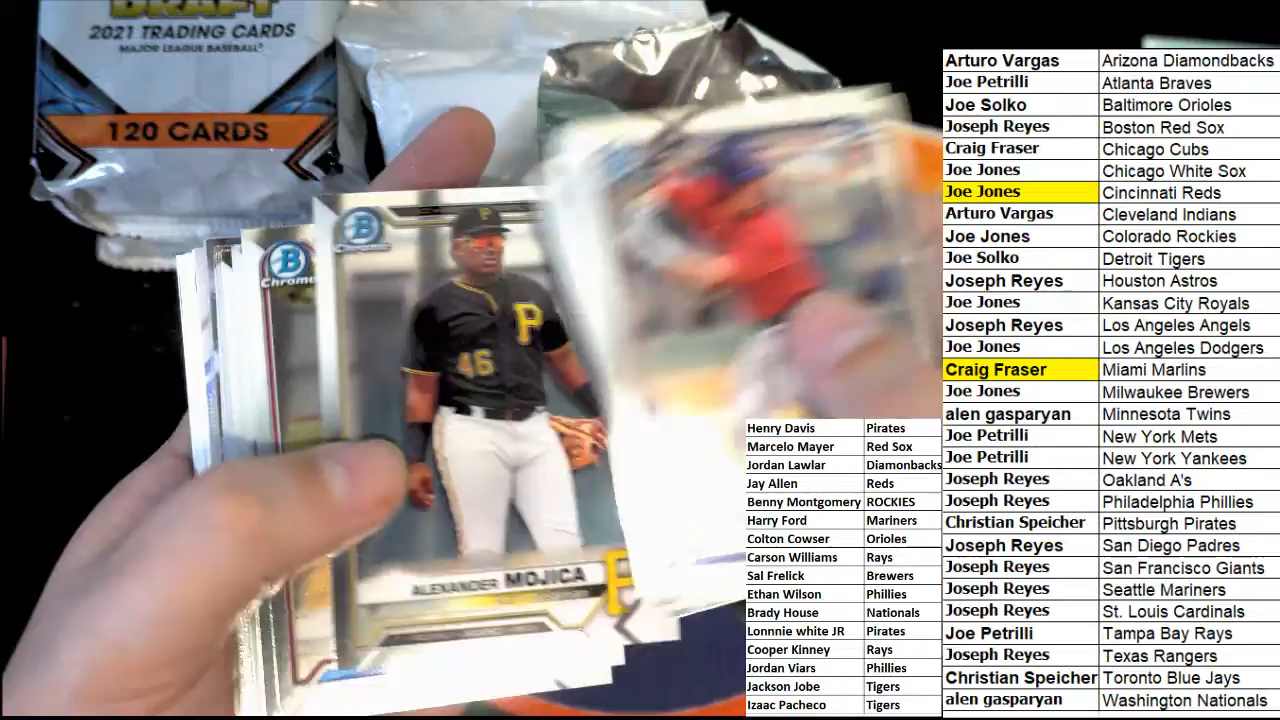 DRAFT
2021 TRADING CARDS
MAJOR LEAGUE BASEBALL
120 CARDS
B
Chrome
B
Chrome
P
P
46
ALEXANDER MOJICA
P
Henry Davis Pirates
Marcelo Mayer Red Sox
Jordan Lawlar Diamonbacks
Jay Allen Reds
Benny Montgomery ROCKIES
Harry Ford Mariners
Colton Cowser Orioles
Carson Williams Rays
Sal Frelick Brewers
Ethan Wilson Phillies
Brady House Nationals
Lonnnie white JR Pirates
Cooper Kinney Rays
Jordan Viars Phillies
Jackson Jobe Tigers
Izaac Pacheco Tigers
Arturo Vargas Arizona Diamondbacks
Joe Petrilli Atlanta Braves
Joe Solko Baltimore Orioles
Joseph Reyes Boston Red Sox
Craig Fraser Chicago Cubs
Joe Jones Chicago White Sox
Joe Jones Cincinnati Reds
Arturo Vargas Cleveland Indians
Joe Jones Colorado Rockies
Joe Solko Detroit Tigers
Joseph Reyes Houston Astros
Joe Jones Kansas City Royals
Joseph Reyes Los Angeles Angels
Joe Jones Los Angeles Dodgers
Craig Fraser Miami Marlins
Joe Jones Milwaukee Brewers
alen gasparyan Minnesota Twins
Joe Petrilli New York Mets
Joe Petrilli New York Yankees
Joseph Reyes Oakland A's
Joseph Reyes Philadelphia Phillies
Christian Speicher Pittsburgh Pirates
Joseph Reyes San Diego Padres
Joseph Reyes San Francisco Giants
Joseph Reyes Seattle Mariners
Joseph Reyes St. Louis Cardinals
Joe Petrilli Tampa Bay Rays
Joseph Reyes Texas Rangers
Christian Speicher Toronto Blue Jays
alen gasparyan Washington Nationals